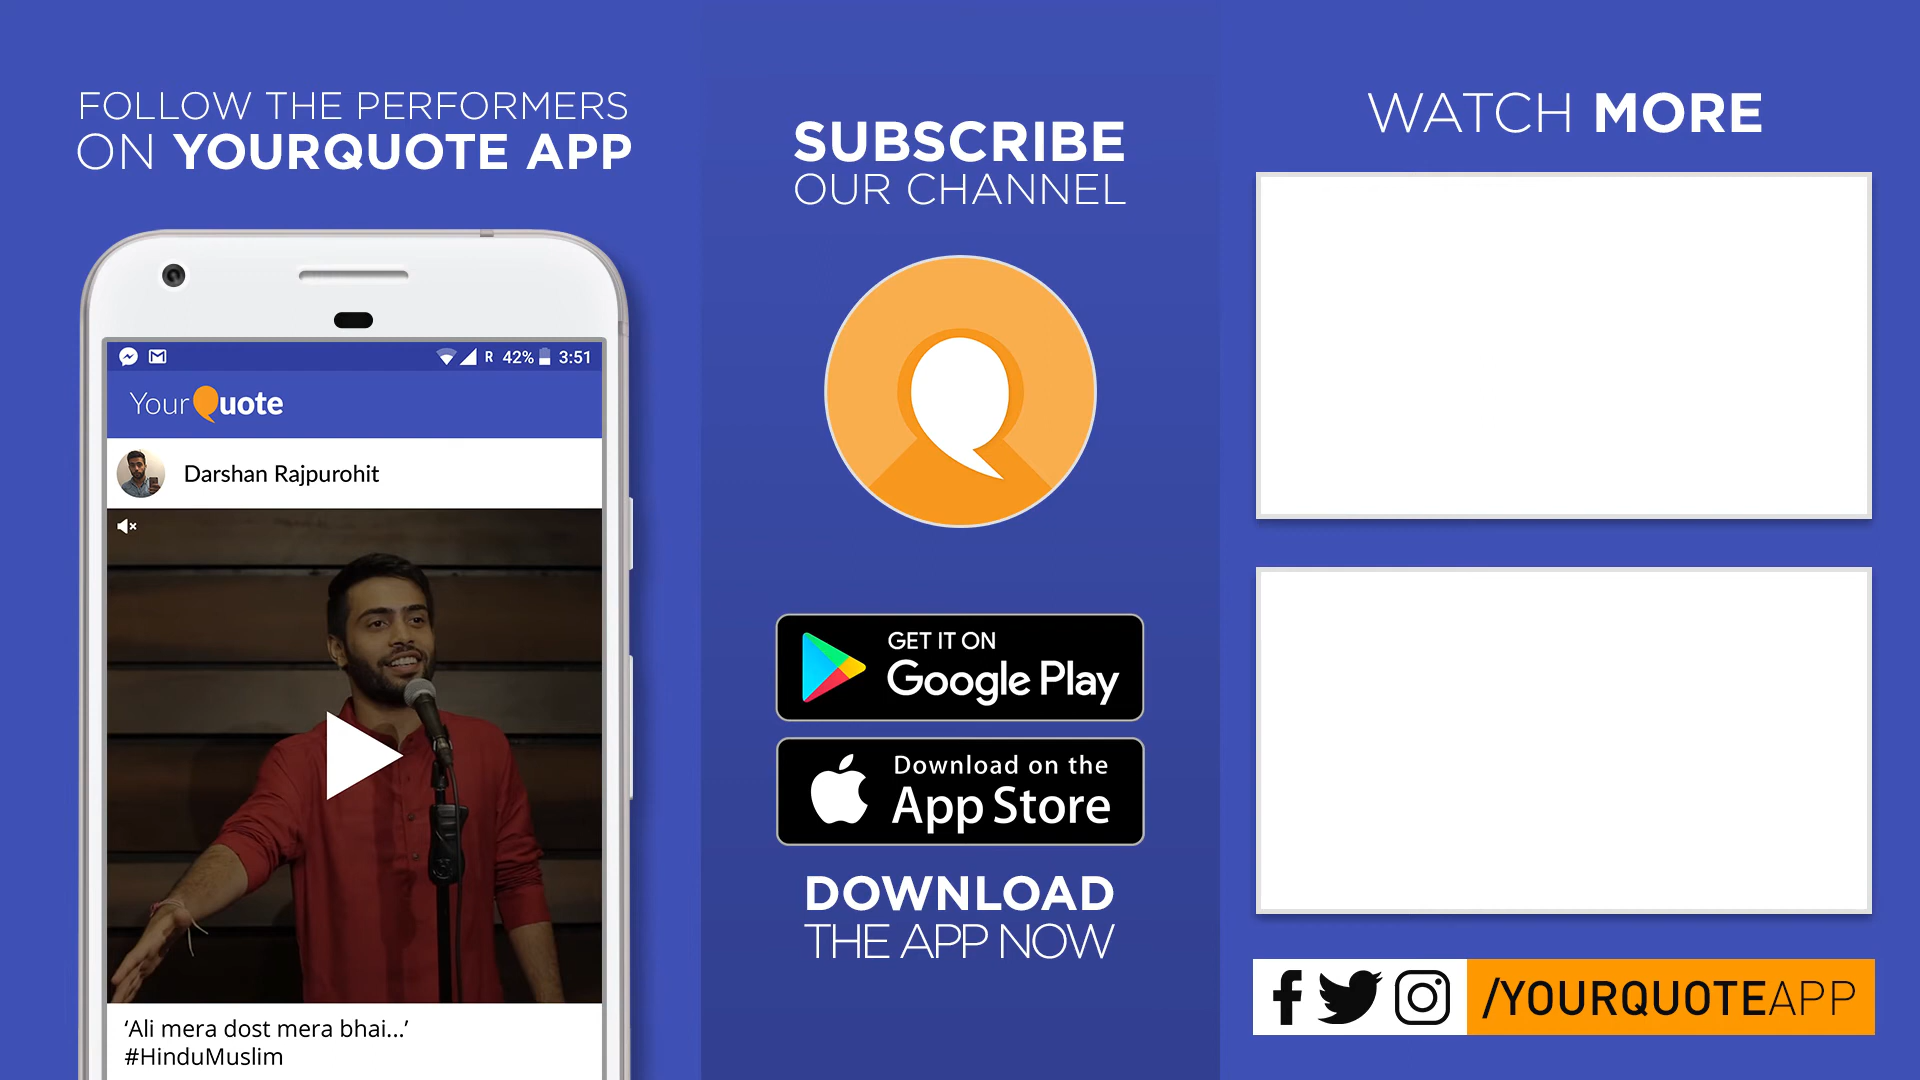 FOLLOW THE PERFORMERS
ON YOURQUOTE APP
R 42% 3:51
YourQuote
Darshan Rajpurohit
‘Ali mera dost mera bhai...’
#HinduMuslim
SUBSCRIBE
OUR CHANNEL
GET IT ON
Google Play
Download on the
App Store
DOWNLOAD
THE APP NOW
WATCH MORE
/YOURQUOTEAPP